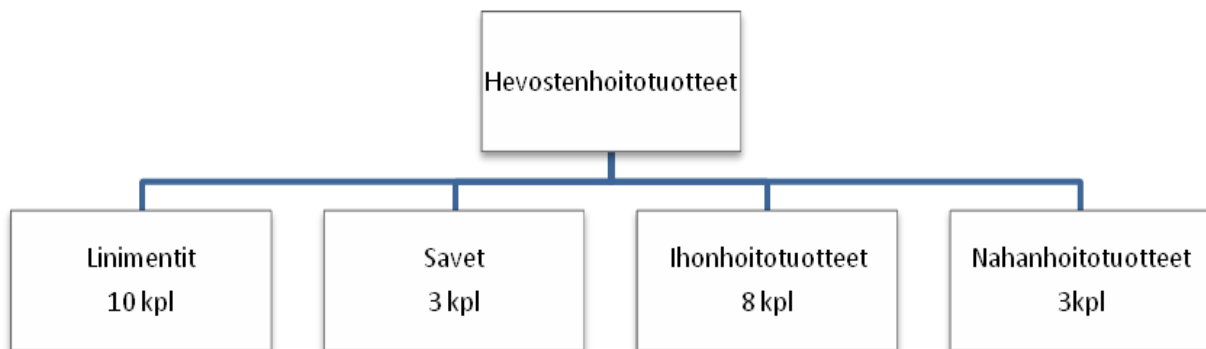 Hevostenhoitotuotteet
Linimentit
10 kpl
Savet
3 kpl
Ihonhoitotuotteet
8 kpl
Nahanhoitotuotteet
3kpl